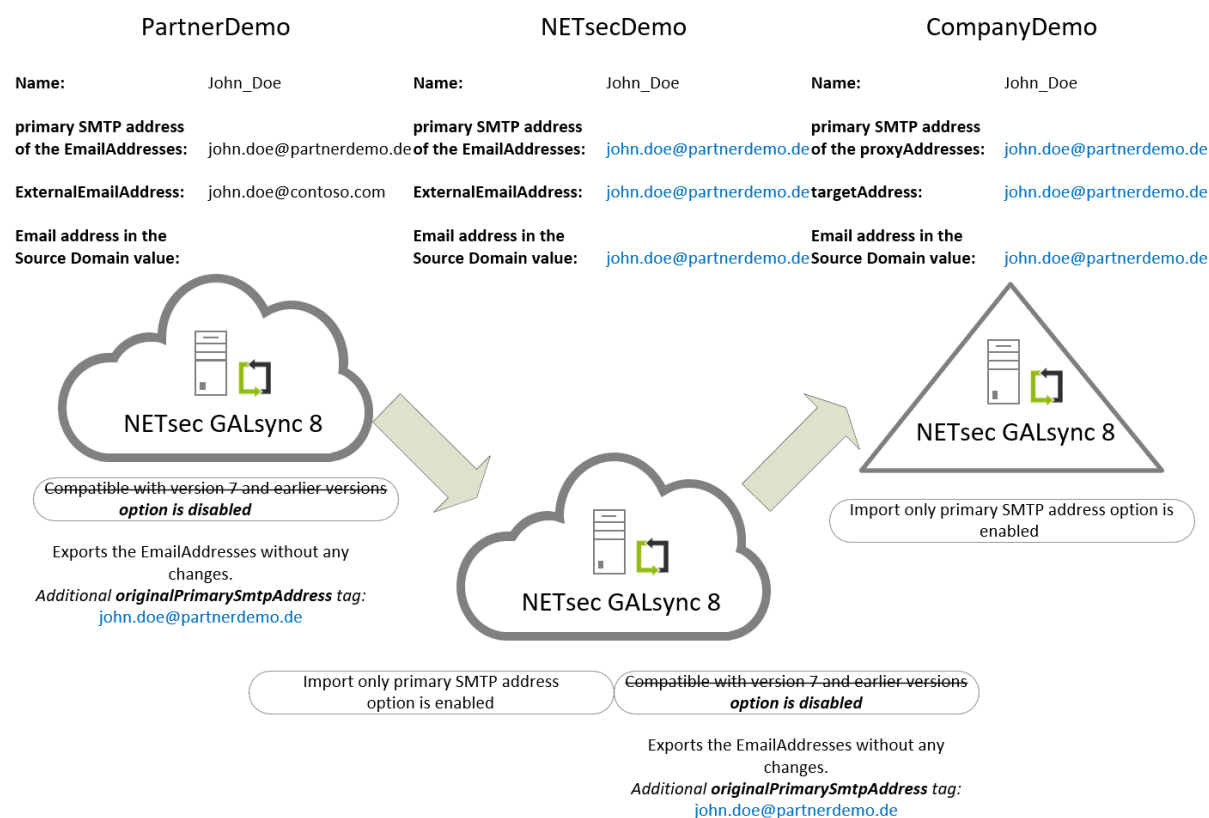 PartnerDemo NETsecDemo CompanyDemo
Name: John_Doe Name: John_Doe Name: John_Doe
primary SMTP address primary SMTP address primary SMTP address
of the EmailAddresses: john.doe@partnerdemo.de of the EmailAddresses: john.doe@partnerdemo.de of the proxyAddresses: john.doe@partnerdemo.de
ExternalEmailAddress: john.doe@contoso.com ExternalEmailAddress: john.doe@partnerdemo.de targetAddress: john.doe@partnerdemo.de
Email address in the Email address in the Email address in the
Source Domain value: Source Domain value: john.doe@partnerdemo.de Source Domain value: john.doe@partnerdemo.de
NETsec GALsync 8
NETsec GALsync 8
Compatible with version 7 and earlier versions
option is disabled
Import only primary SMTP address option is
enabled
Exports the EmailAddresses without any
changes.
Additional originalPrimarySmtpAddress tag:
john.doe@partnerdemo.de
NETsec GALsync 8
Import only primary SMTP address
option is enabled
Compatible with version 7 and earlier versions
option is disabled
Exports the EmailAddresses without any
changes.
Additional originalPrimarySmtpAddress tag:
john.doe@partnerdemo.de